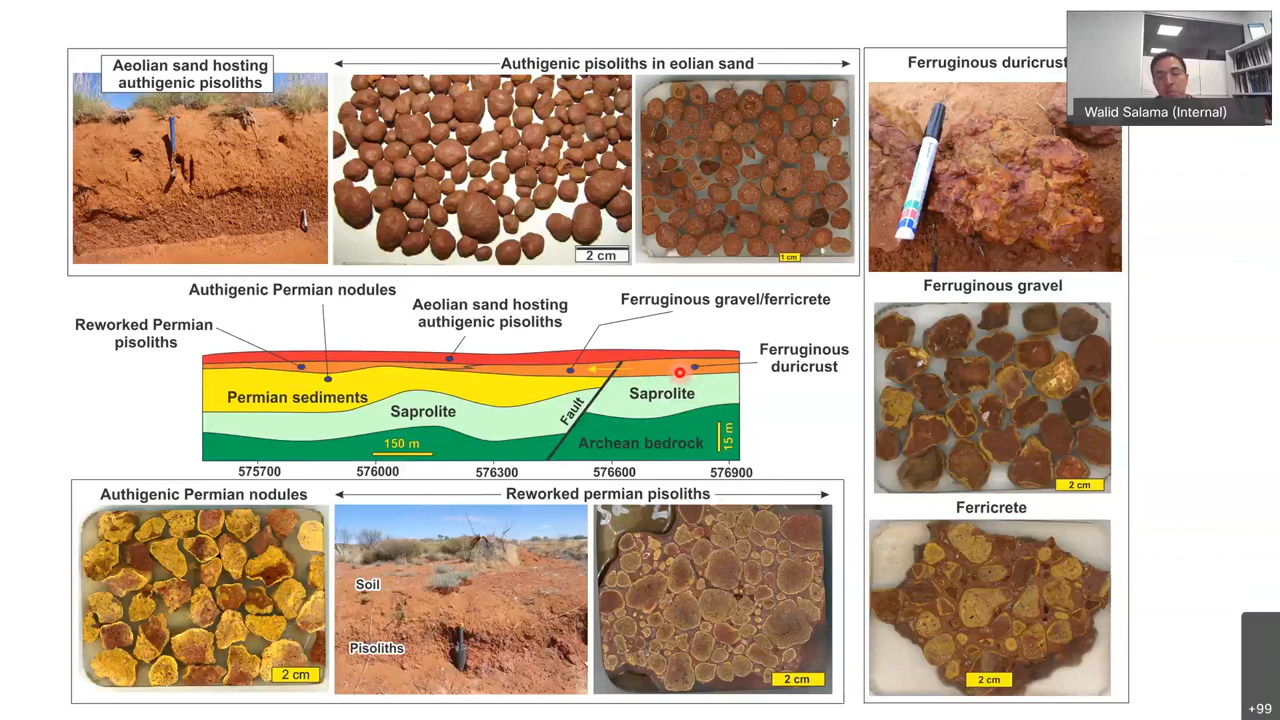 Aeolian sand hosting
authigenic pisoliths
Authigenic pisoliths in eolian sand
2 cm
1 cm
Ferruginous duricrust
Walid Salama (Internal)
Authigenic Permian nodules
Reworked Permian
pisoliths
Aeolian sand hosting
authigenic pisoliths
Ferruginous gravel/ferricrete
Ferruginous
duricrust
Permian sediments
Saprolite
Fault
Saprolite
150 m
Archean bedrock
15 m
575700
576000
576300
576600
576900
Ferruginous gravel
2 cm
Authigenic Permian nodules
2 cm
Reworked permian pisoliths
Soil
Pisoliths
2 cm
Ferricrete
2 cm
+99